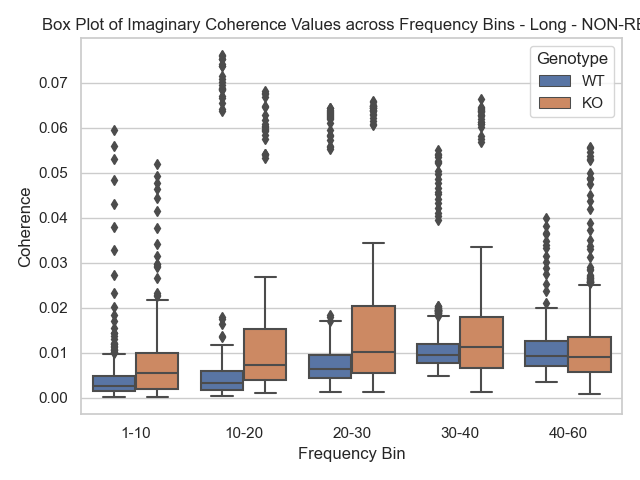 Box Plot of Imaginary Coherence Values across Frequency Bins - Long - NON-RE
Genotype
WT
KO
0.07
0.06
0.05
0.04
0.03
0.02
0.01
0.00
Coherence
1-10
10-20
20-30
30-40
40-60
Frequency Bin